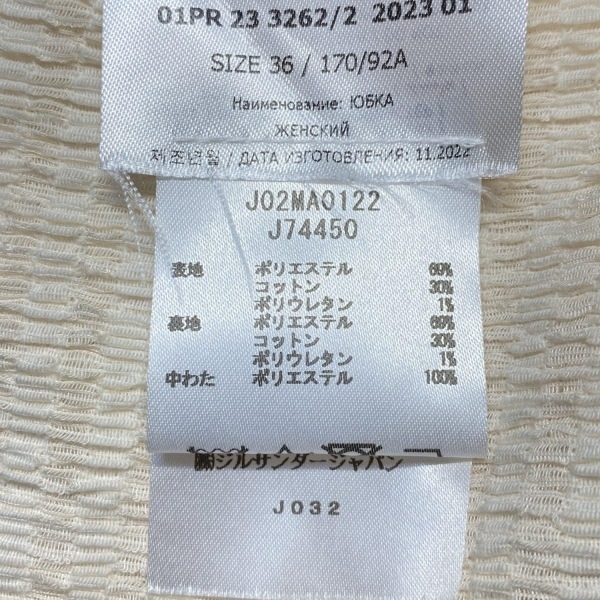 01PR 23 3262/2 2023 01
SIZE 36 / 170/92A
Наименование: ЮБКА
ЖЕНСКИЙ
제조년월 / ДАТА ИЗГОТОВЛЕНИЯ: 11.2022
J02MA0122
J74450
表地 ポリエステル 69%
コットン 30%
ポリウレタン 1%
裏地 ポリエステル 69%
コットン 30%
ポリウレタン 1%
中わた ポリエステル 100%
㈱ジルサンダージャパン
J032